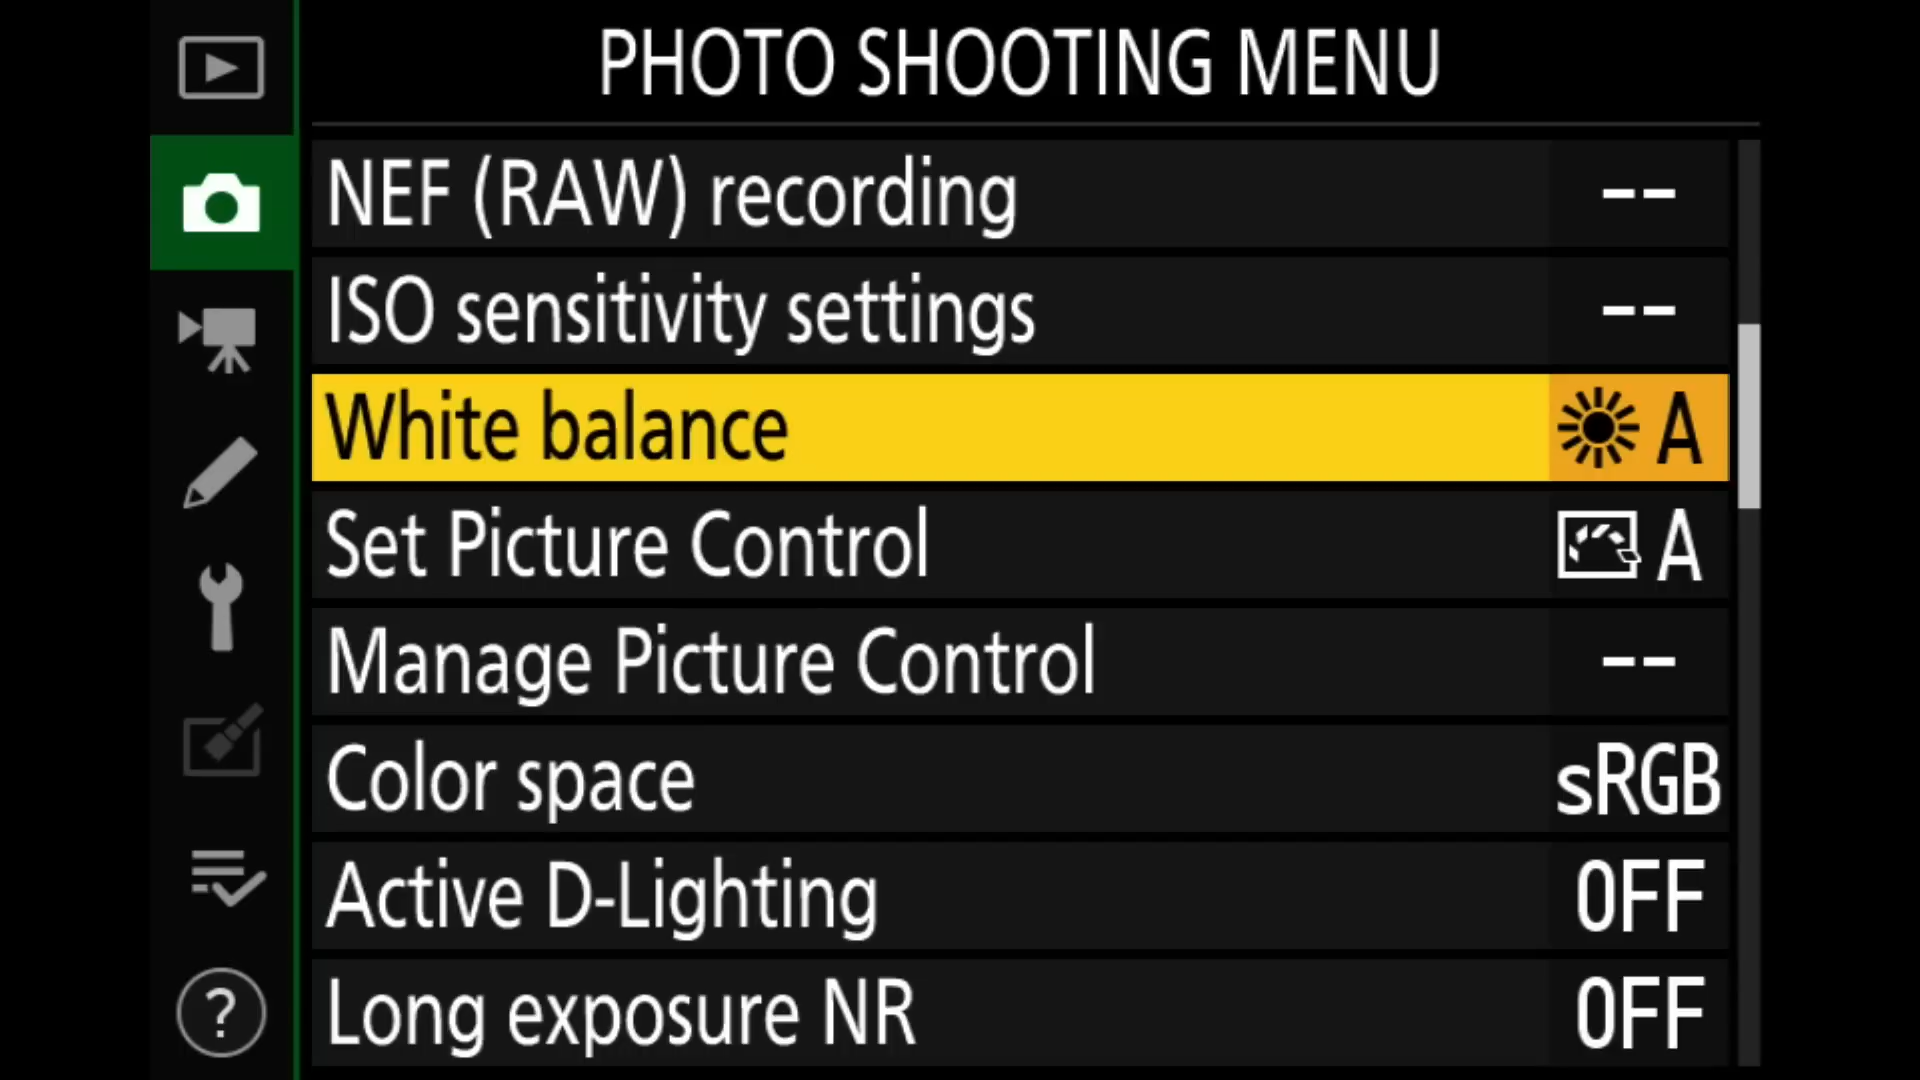 PHOTO SHOOTING MENU
NEF (RAW) recording --
ISO sensitivity settings --
White balance A
Set Picture Control A
Manage Picture Control --
Color space sRGB
Active D-Lighting OFF
Long exposure NR OFF
?